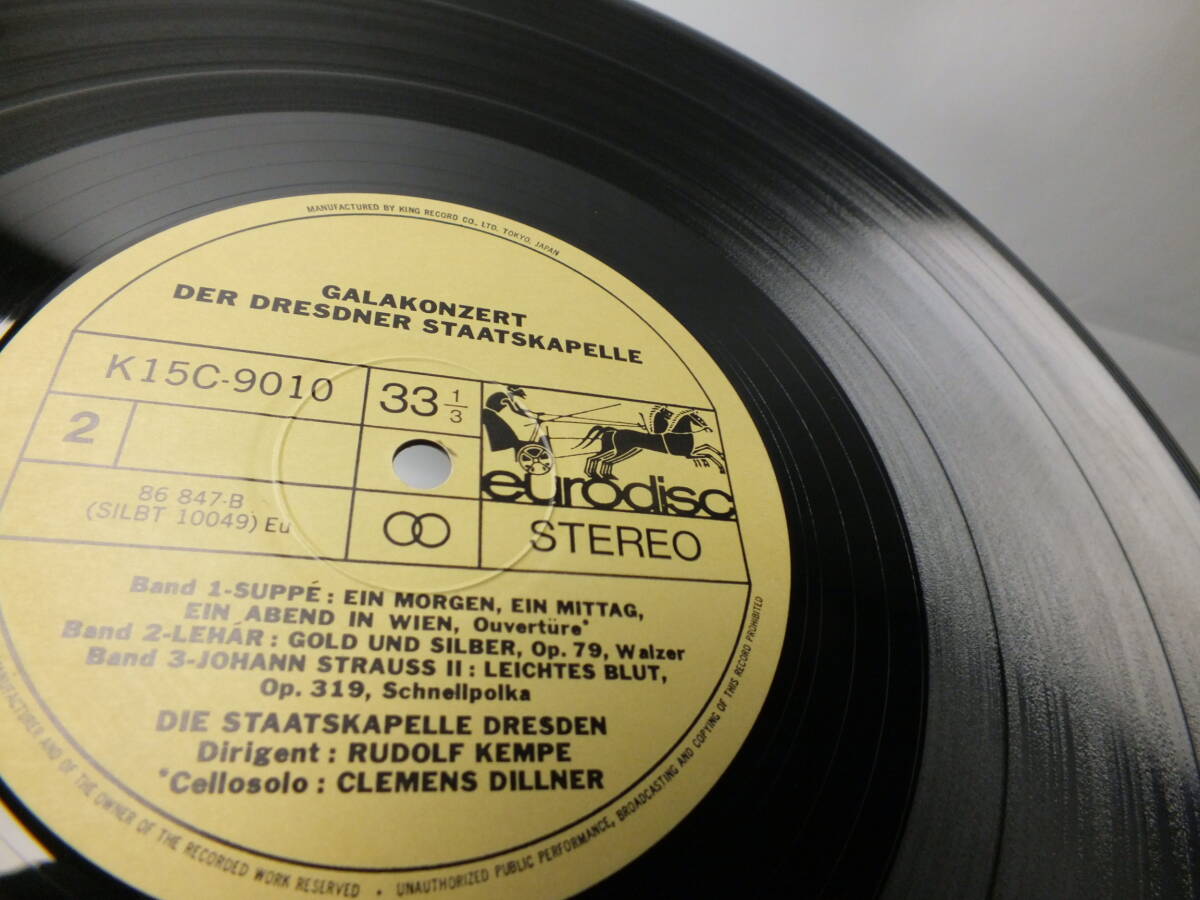 MANUFACTURED BY KING RECORD CO., LTD. TOKYO, JAPAN
GALAKONZERT
DER DRESDNER STAATSKAPELLE
K15C-9010
33 1/3
2
eurodisc
86 847-B
(SILBT 10049) Eu
STEREO
Band 1-SUPPÉ : EIN MORGEN, EIN MITTAG,
EIN ABEND IN WIEN, Ouvertüre*
Band 2-LEHÁR : GOLD UND SILBER, Op. 79, Walzer
Band 3-JOHANN STRAUSS II : LEICHTES BLUT,
Op. 319, Schnellpolka
DIE STAATSKAPELLE DRESDEN
Dirigent : RUDOLF KEMPE
*Cellosolo : CLEMENS DILLNER
MANUFACTURER AND OF THE OWNER OF THE RECORDED WORK RESERVED • UNAUTHORIZED PUBLIC PERFORMANCE, BROADCASTING AND COPYING OF THIS RECORD PROHIBITED